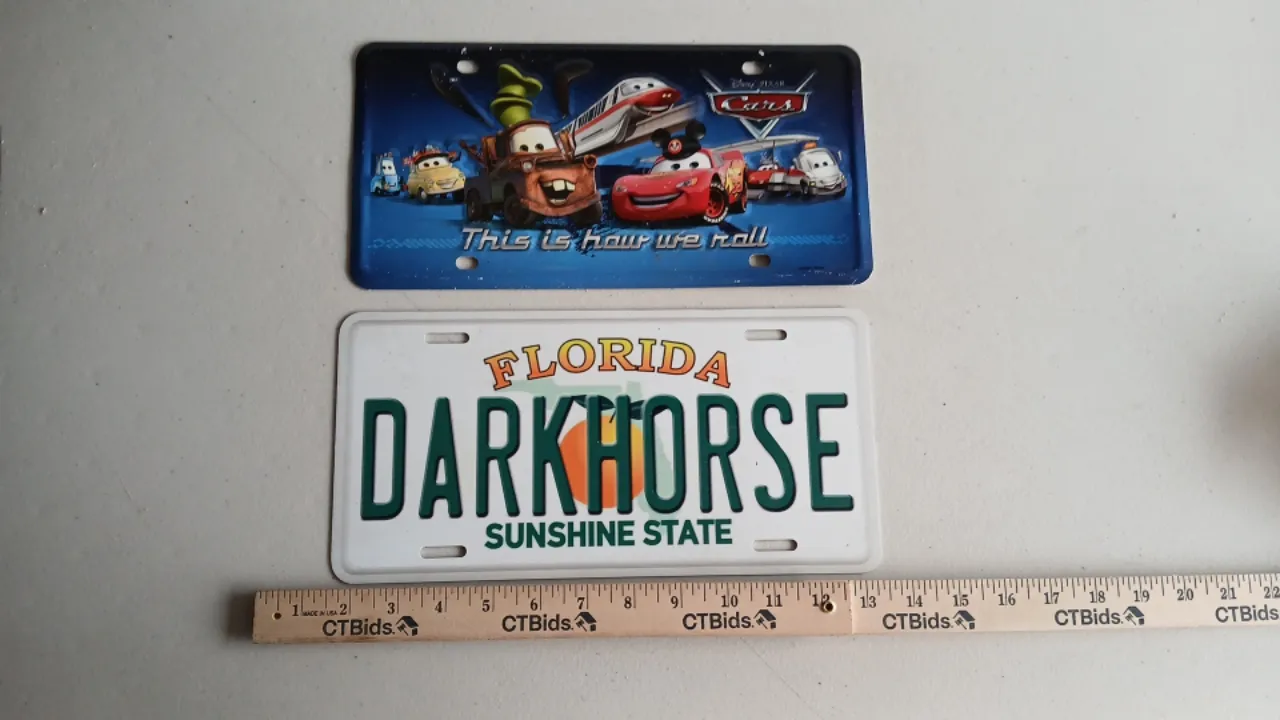 Disney · PIXAR
Cars
This is how we roll
FLORIDA
DARKHORSE
SUNSHINE STATE
1 MADE IN USA 2 3 4 5 6 7 8 9 10 11 12 13 14 15 16 17 18 19 20 21 22
CTBids. CTBids. CTBids. CTBids. CTBids. CTBids